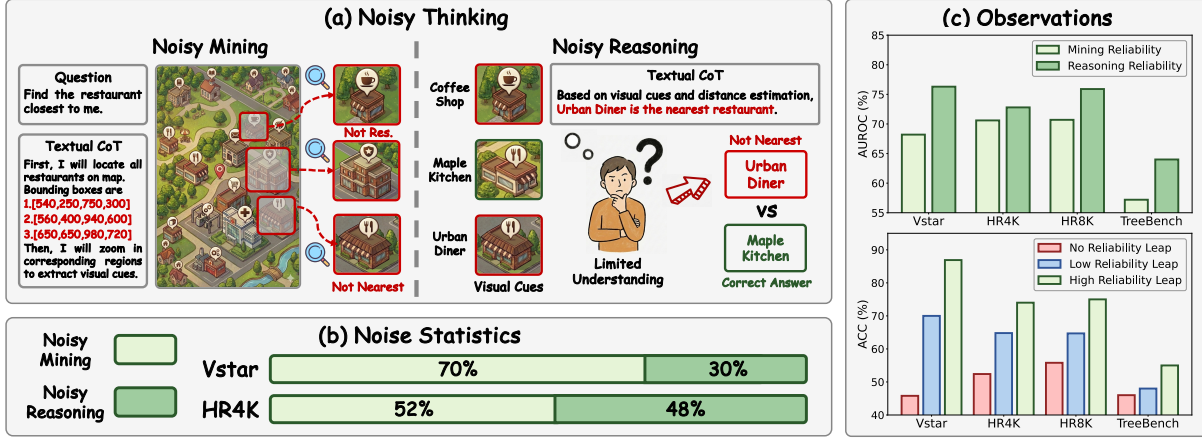 (a) Noisy Thinking
Noisy Mining
Question
Find the restaurant
closest to me.
Textual CoT
First, I will locate all
restaurants on map.
Bounding boxes are
1.[540,250,750,300]
2.[560,400,940,600]
3.[650,650,980,720]
Then, I will zoom in
corresponding regions
to extract visual cues.
Not Res.
Not Nearest
Noisy Reasoning
Coffee
Shop
Maple
Kitchen
Urban
Diner
Visual Cues
Textual CoT
Based on visual cues and distance estimation,
Urban Diner is the nearest restaurant.
?
Limited
Understanding
Not Nearest
Urban
Diner
VS
Maple
Kitchen
Correct Answer
(b) Noise Statistics
Noisy
Mining
Noisy
Reasoning
Vstar
70%
30%
HR4K
52%
48%
(c) Observations
Mining Reliability
Reasoning Reliability
AUROC (%)
85
80
75
70
65
60
55
Vstar
HR4K
HR8K
TreeBench
No Reliability Leap
Low Reliability Leap
High Reliability Leap
ACC (%)
90
80
70
60
50
40
Vstar
HR4K
HR8K
TreeBench